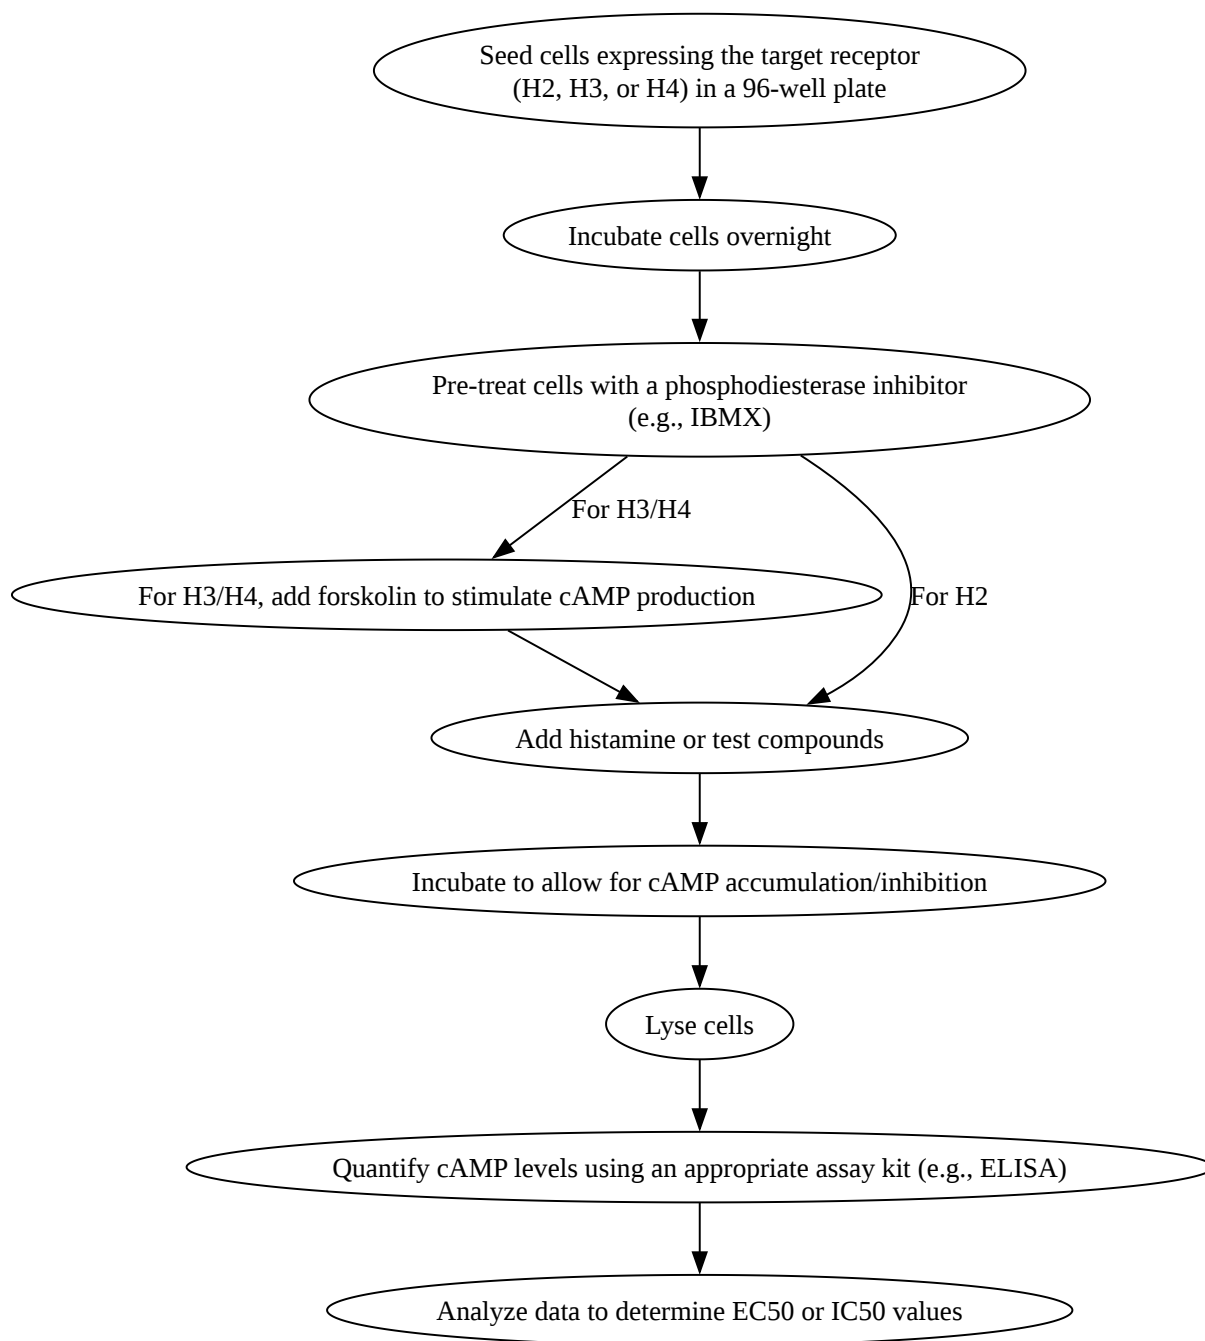 Seed cells expressing the target receptor
(H2, H3, or H4) in a 96-well plate
Incubate cells overnight
Pre-treat cells with a phosphodiesterase inhibitor
(e.g., IBMX)
For H3/H4
For H3/H4, add forskolin to stimulate cAMP production
For H2
Add histamine or test compounds
Incubate to allow for cAMP accumulation/inhibition
Lyse cells
Quantify cAMP levels using an appropriate assay kit (e.g., ELISA)
Analyze data to determine EC50 or IC50 values